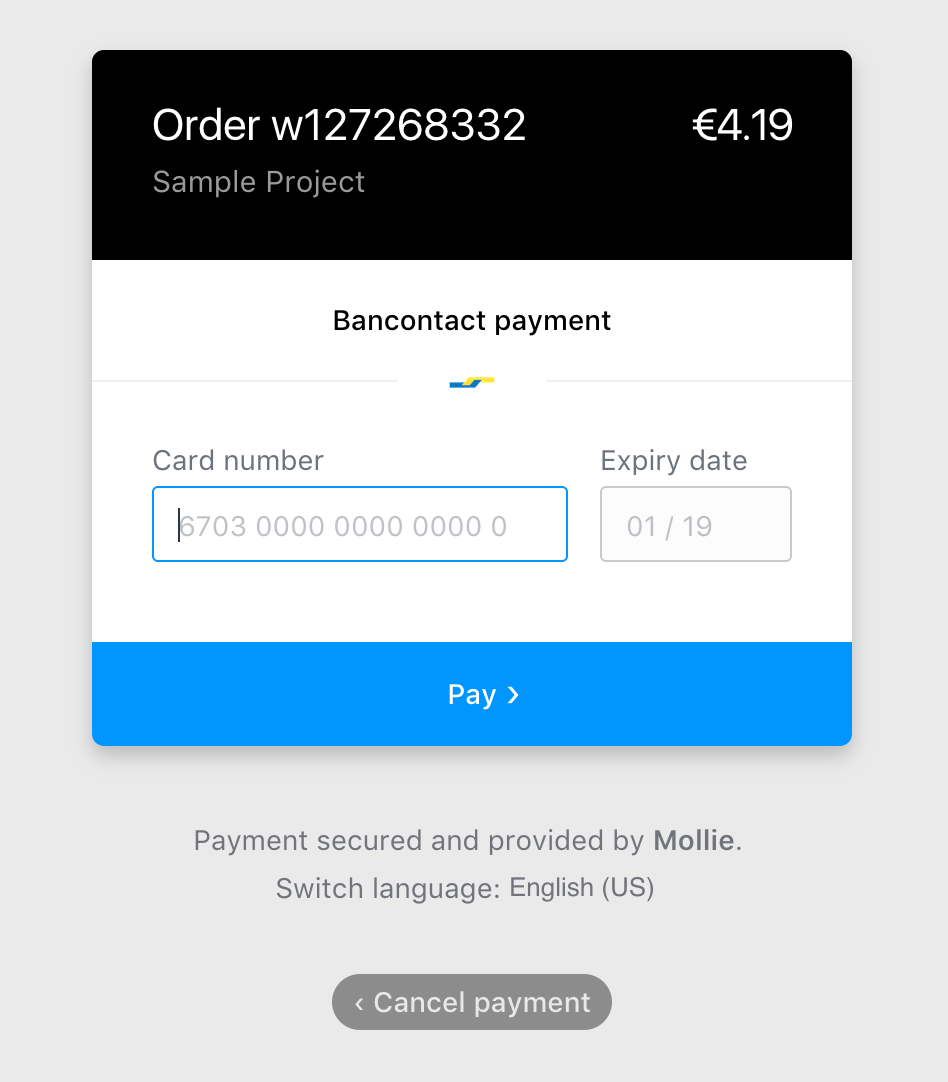 Order w127268332 €4.19
Sample Project
Bancontact payment
Card number Expiry date
6703 0000 0000 0000 0 01 / 19
Pay ›
Payment secured and provided by Mollie.
Switch language: English (US)
‹ Cancel payment